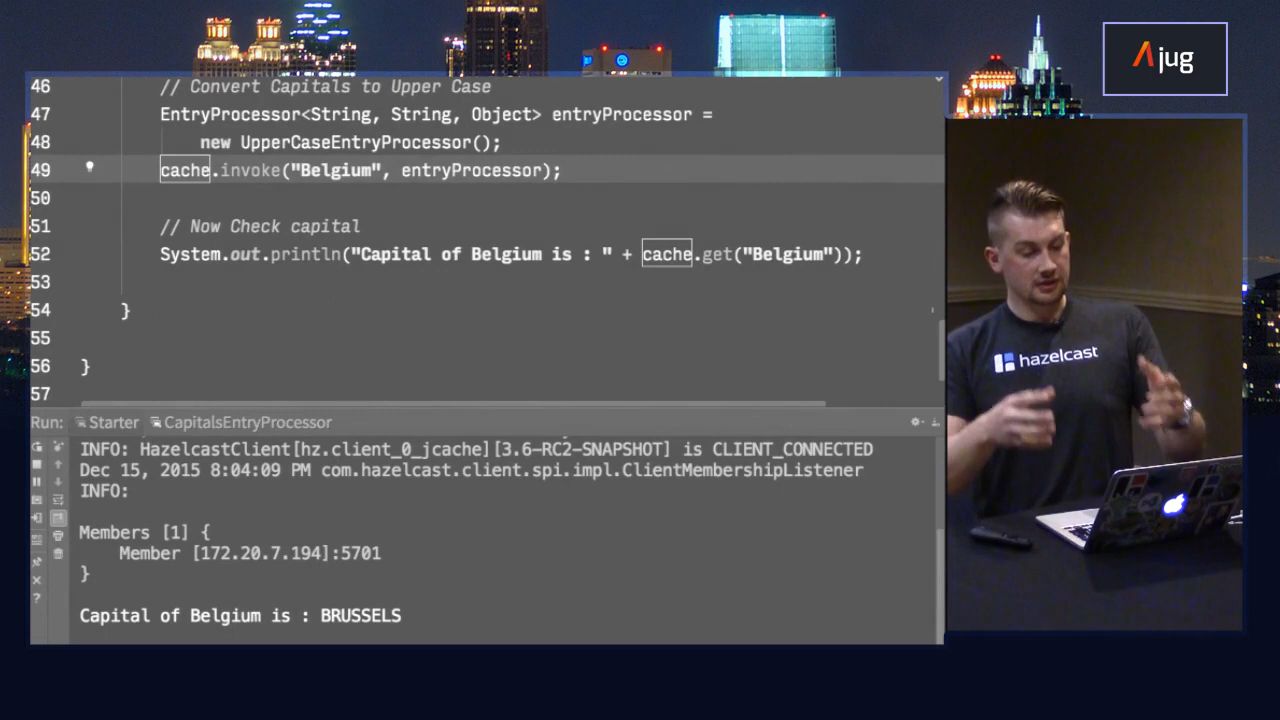 Ajug
46 // Convert Capitals to Upper Case
47 EntryProcessor<String, String, Object> entryProcessor =
48 new UpperCaseEntryProcessor();
49 cache.invoke("Belgium", entryProcessor);
50
51 // Now Check capital
52 System.out.println("Capital of Belgium is : " + cache.get("Belgium"));
53
54 }
55
56 }
57
Run: Starter CapitalsEntryProcessor
INFO: HazelcastClient[hz.client_0_jcache][3.6-RC2-SNAPSHOT] is CLIENT_CONNECTED
Dec 15, 2015 8:04:09 PM com.hazelcast.client.spi.impl.ClientMembershipListener
INFO:
Members [1] {
Member [172.20.7.194]:5701
}
Capital of Belgium is : BRUSSELS
hazelcast